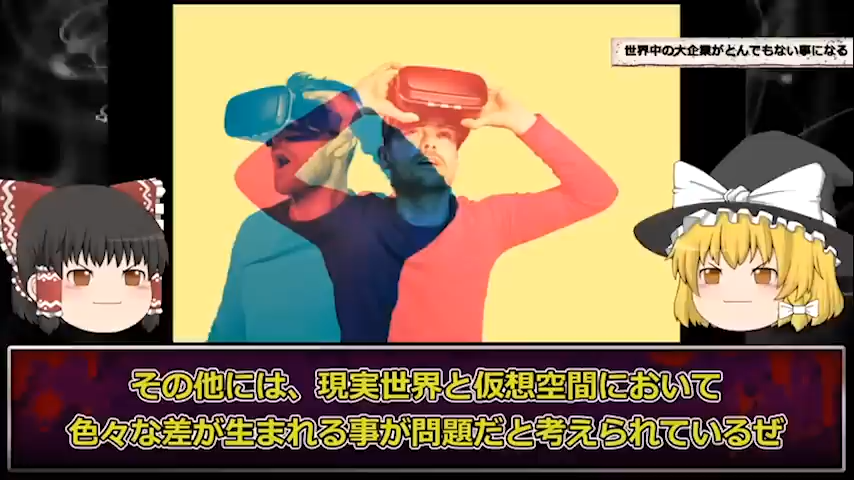 世界中の大企業がとんでもない事になる
その他には、現実世界と仮想空間において
色々な差が生まれる事が問題だと考えられているぜ